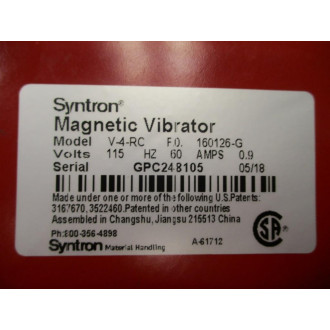 Syntron®
Magnetic Vibrator
Model V-4-RC F.O. 160126-G
Volts 115 HZ 60 AMPS 0.9
Serial GPC248105 05/18
Made under one or more of the following U.S.Patents:
3167670, 3522460.Patented in other countries
Assembled in Changshu, Jiangsu 215513 China
Ph:800-356-4898
Syntron Material Handling A-61712
SA